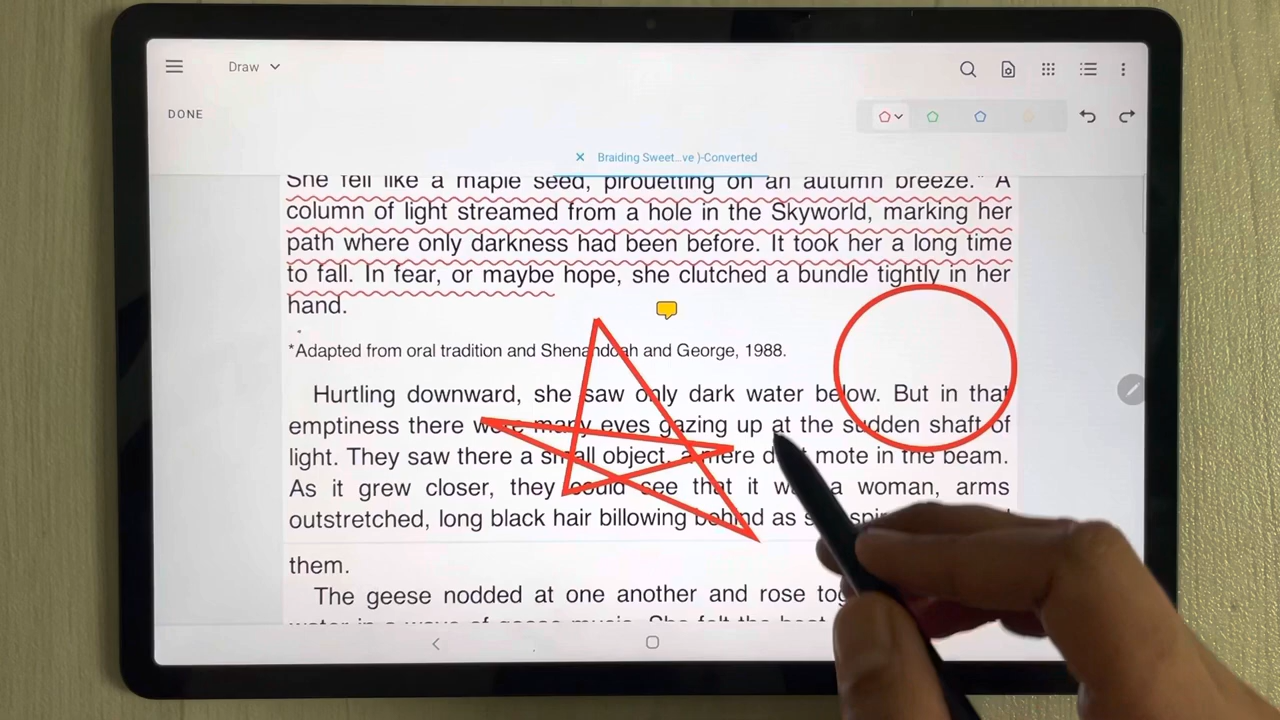 Draw
DONE
Braiding Sweet...ve )-Converted
She fell like a maple seed, pirouetting on an autumn breeze.* A
column of light streamed from a hole in the Skyworld, marking her
path where only darkness had been before. It took her a long time
to fall. In fear, or maybe hope, she clutched a bundle tightly in her
hand.
*Adapted from oral tradition and Shenandoah and George, 1988.
Hurtling downward, she saw only dark water below. But in that
emptiness there were many eyes gazing up at the sudden shaft of
light. They saw there a small object, a mere dust mote in the beam.
As it grew closer, they could see that it was a woman, arms
outstretched, long black hair billowing behind as
them.
The geese nodded at one another and rose